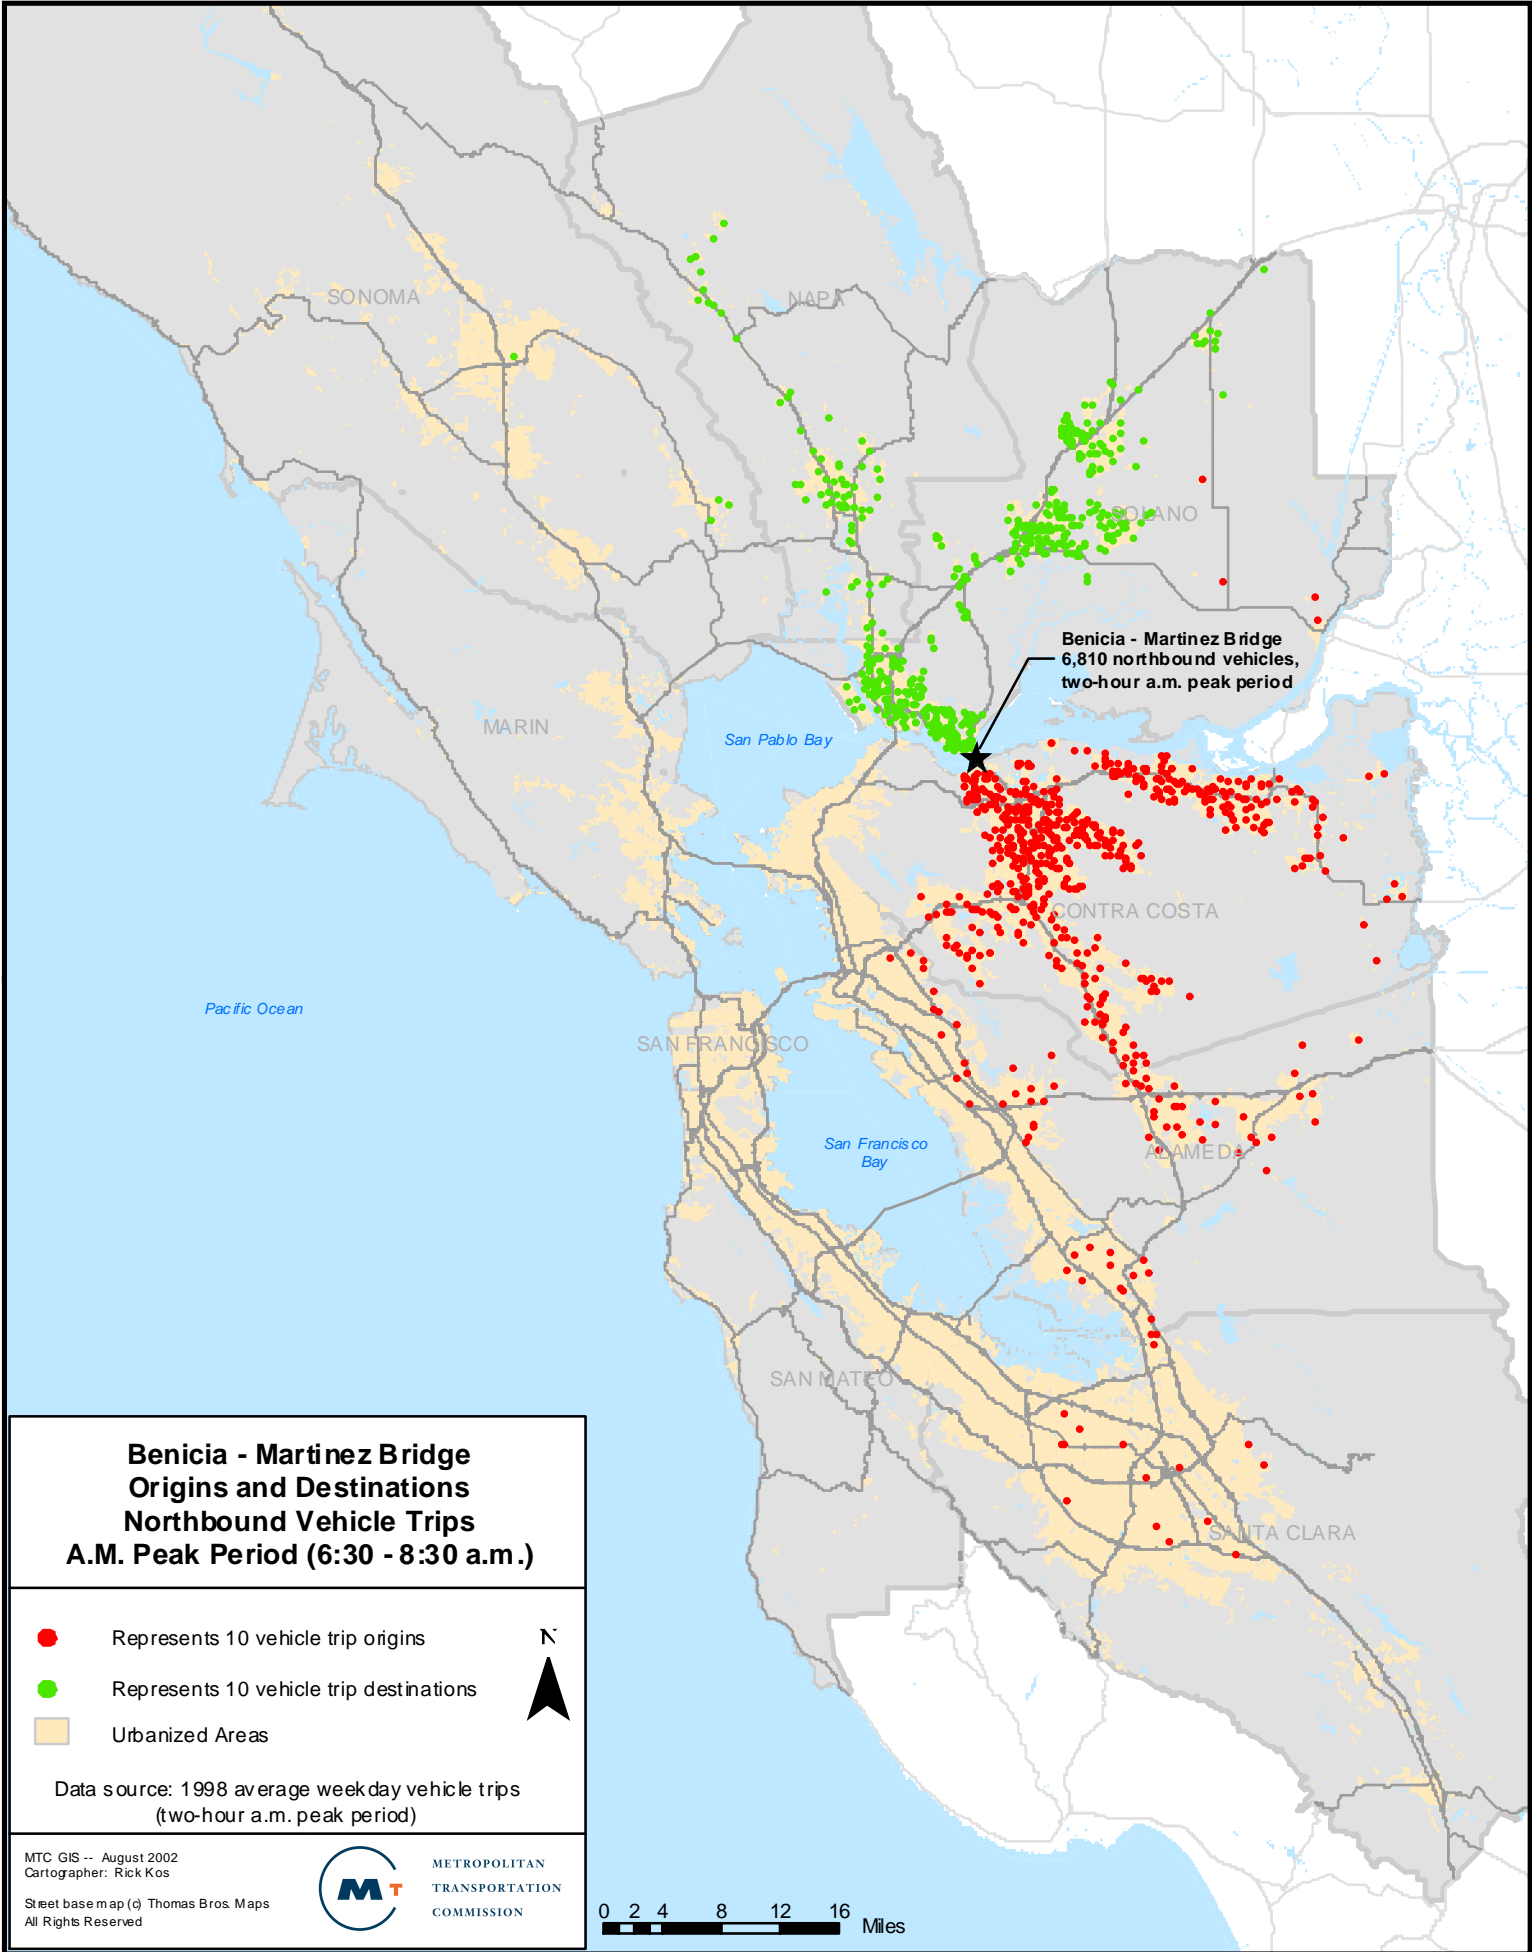 SONOMA
NAPA
SOLANO
Benicia - Martinez Bridge
6,810 northbound vehicles,
two-hour a.m. peak period
MARIN
San Pablo Bay
CONTRA COSTA
Pacific Ocean
SAN FRANCISCO
San Francisco
Bay
ALAMEDA
SAN MATEO
SANTA CLARA
Benicia - Martinez Bridge
Origins and Destinations
Northbound Vehicle Trips
A.M. Peak Period (6:30 - 8:30 a.m.)
Represents 10 vehicle trip origins
N
Represents 10 vehicle trip destinations
Urbanized Areas
Data source: 1998 average weekday vehicle trips
(two-hour a.m. peak period)
MTC GIS -- August 2002
Cartographer: Rick Kos
Street base map (c) Thomas Bros. Maps
All Rights Reserved
MT
METROPOLITAN
TRANSPORTATION
COMMISSION
0 2 4 8 12 16
Miles